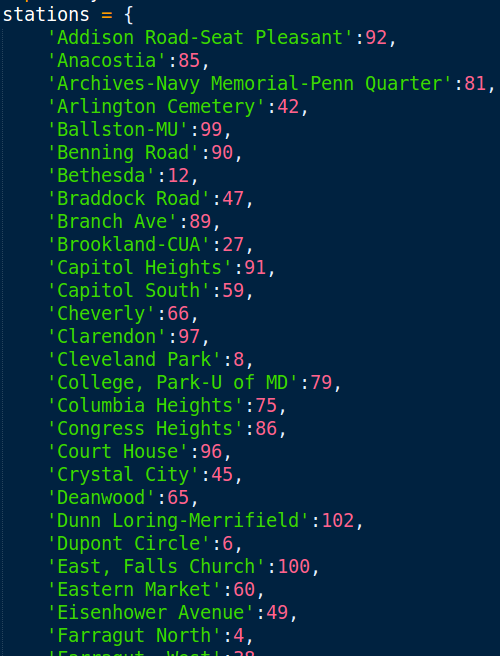 stations = {
'Addison Road-Seat Pleasant':92,
'Anacostia':85,
'Archives-Navy Memorial-Penn Quarter':81,
'Arlington Cemetery':42,
'Ballston-MU':99,
'Benning Road':90,
'Bethesda':12,
'Braddock Road':47,
'Branch Ave':89,
'Brookland-CUA':27,
'Capitol Heights':91,
'Capitol South':59,
'Cheverly':66,
'Clarendon':97,
'Cleveland Park':8,
'College, Park-U of MD':79,
'Columbia Heights':75,
'Congress Heights':86,
'Court House':96,
'Crystal City':45,
'Deanwood':65,
'Dunn Loring-Merrifield':102,
'Dupont Circle':6,
'East, Falls Church':100,
'Eastern Market':60,
'Eisenhower Avenue':49,
'Farragut North':4,